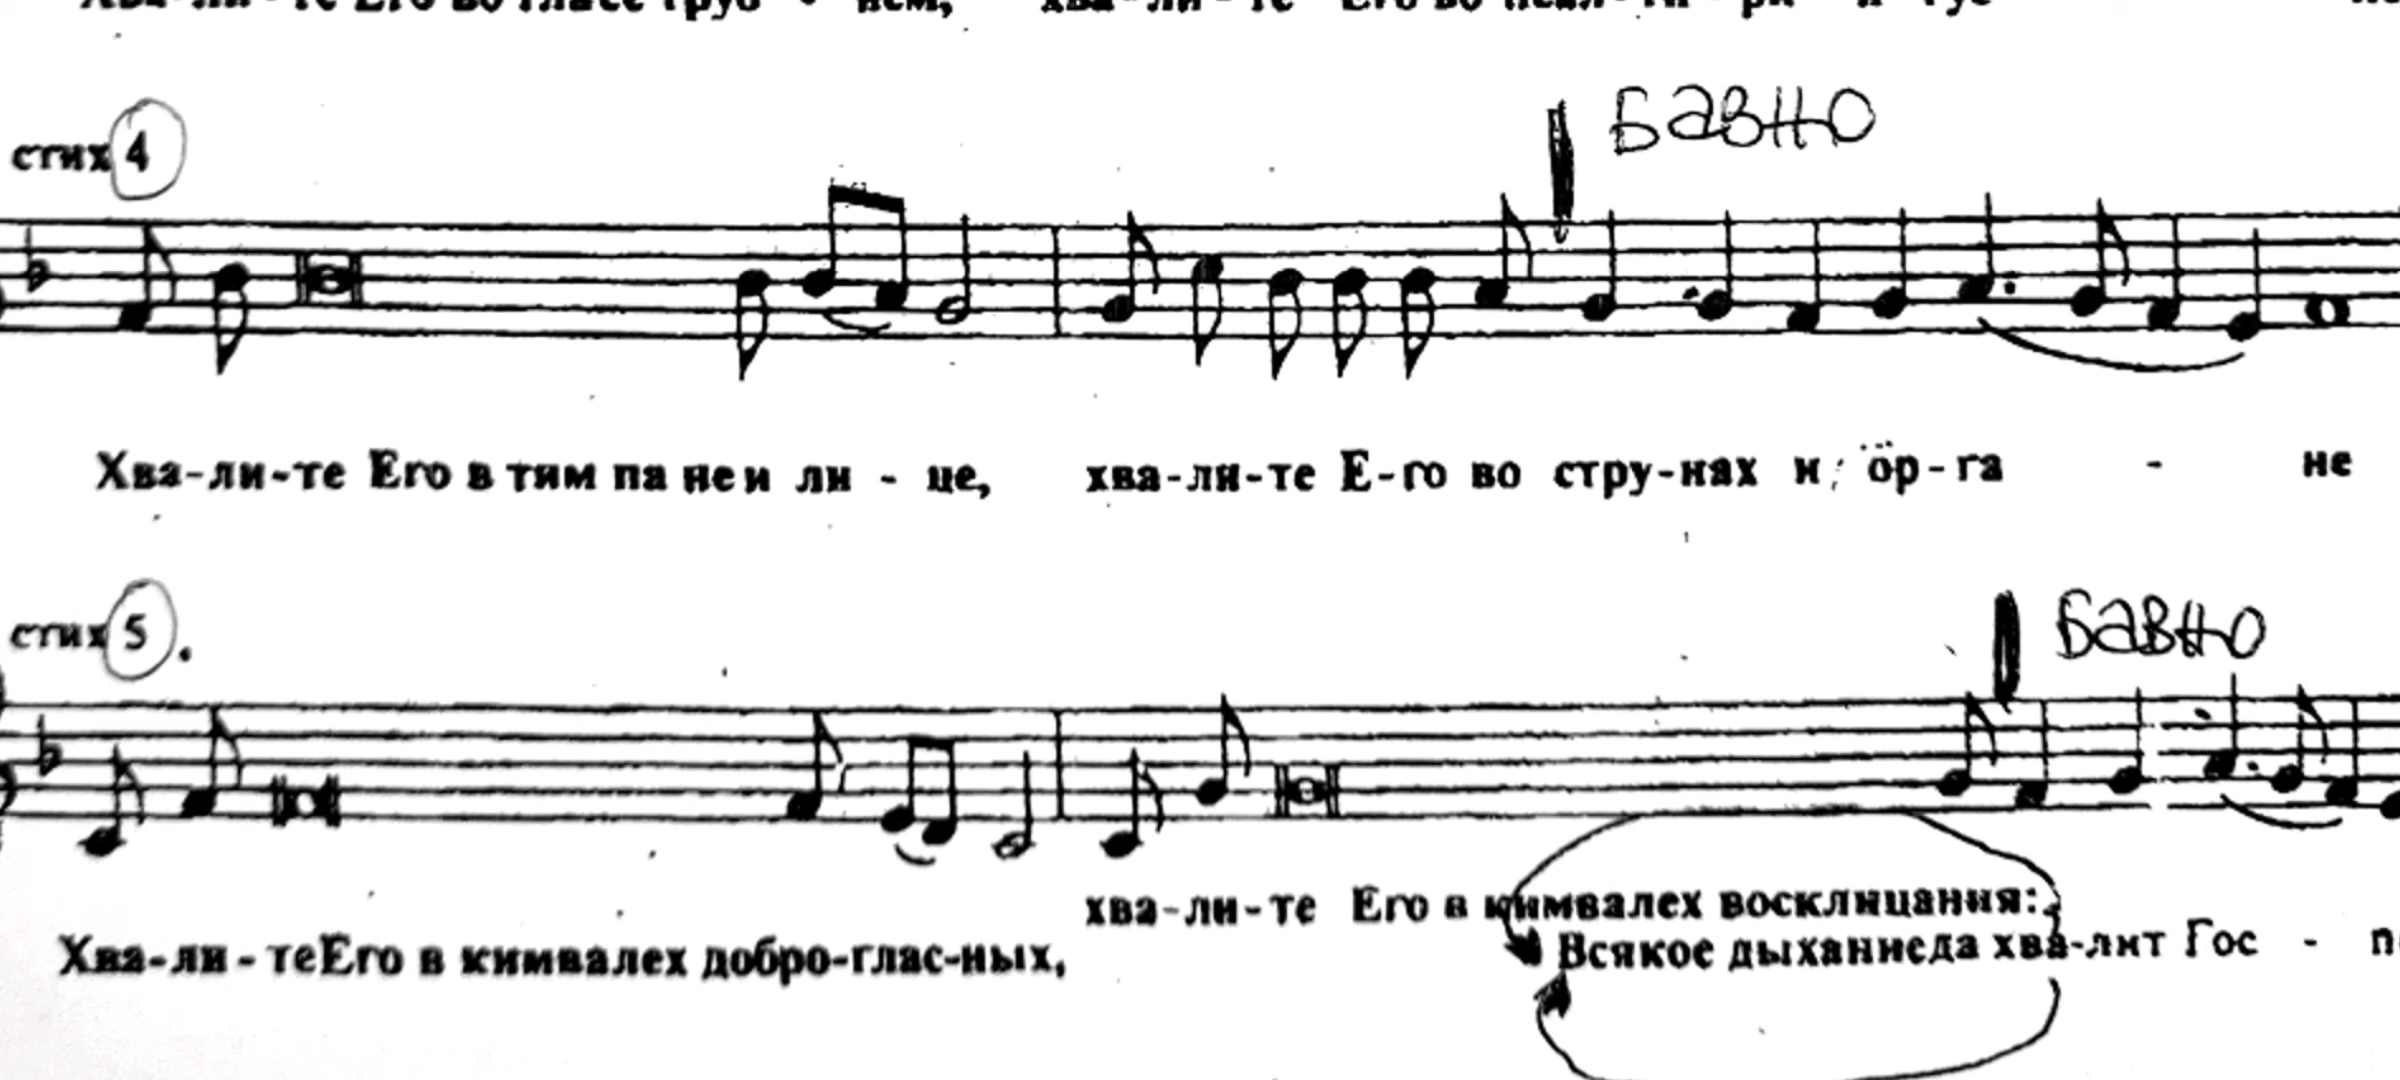 бавно
стих 4
Хва-ли-те Его в тим па не и ли - це, хва-ли-те Е-го во стру-нах и ор-га - не
бавно
стих 5.
хва-ли-те Его в кимвалех восклицания:
Хва-ли-теЕго в кимвалех добро-глас-ных,
Всякое дыханиеда хва-лит Гос -